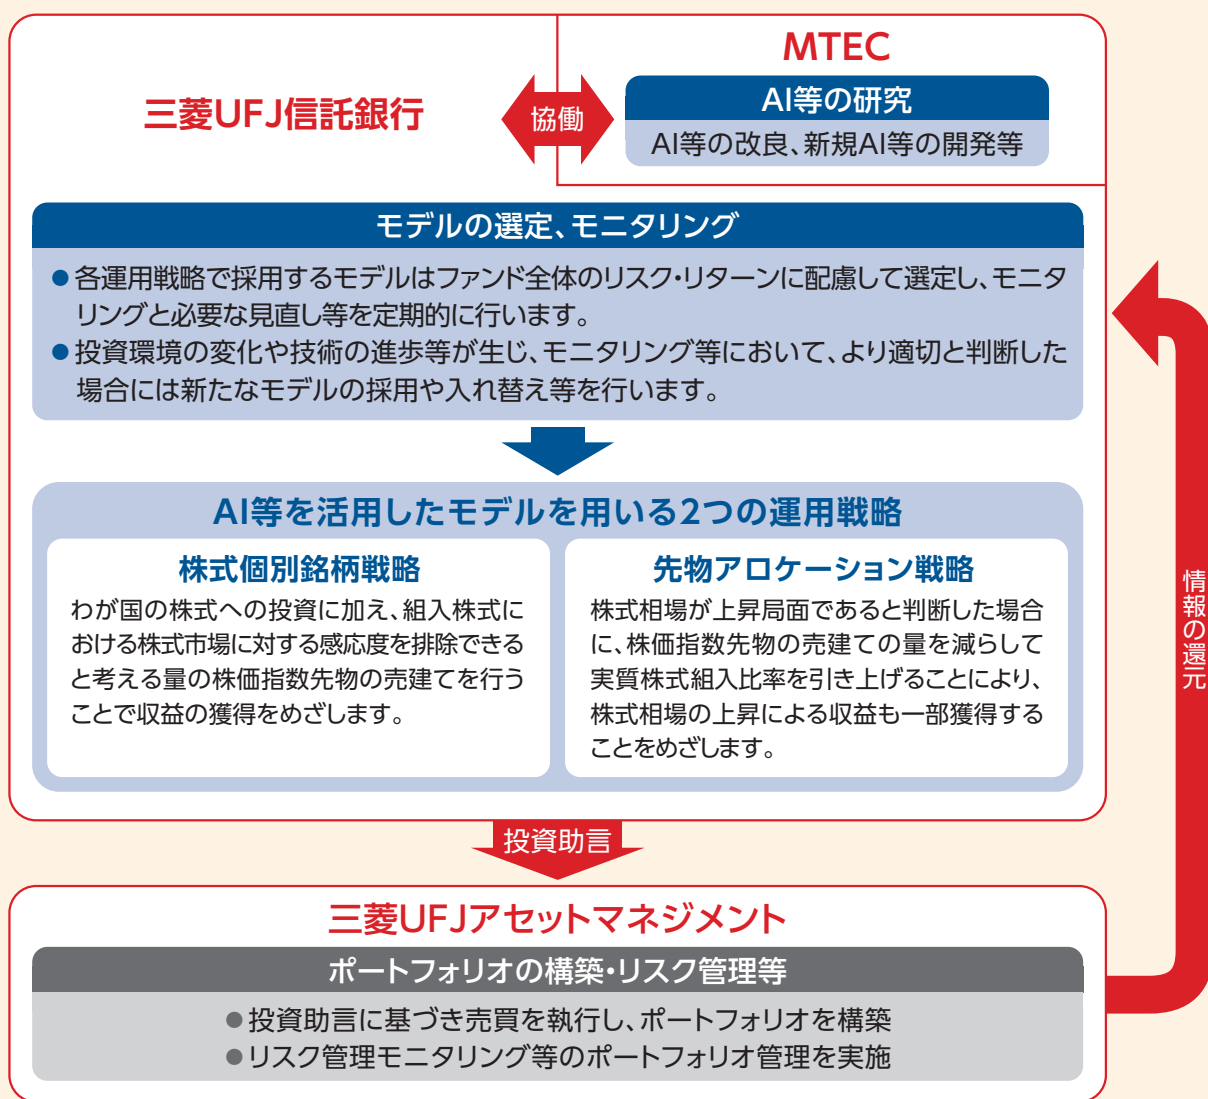 MTEC
三菱UFJ信託銀行
協働
AI等の研究
AI等の改良、新規AI等の開発等
モデルの選定、モニタリング
●各運用戦略で採用するモデルはファンド全体のリスク・リターンに配慮して選定し、モニタ
リングと必要な見直し等を定期的に行います。
●投資環境の変化や技術の進歩等が生じ、モニタリング等において、より適切と判断した
場合には新たなモデルの採用や入れ替え等を行います。
AI等を活用したモデルを用いる2つの運用戦略
株式個別銘柄戦略
わが国の株式への投資に加え、組入株式に
おける株式市場に対する感応度を排除できる
と考える量の株価指数先物の売建てを行う
ことで収益の獲得をめざします。
先物アロケーション戦略
株式相場が上昇局面であると判断した場合
に、株価指数先物の売建ての量を減らして
実質株式組入比率を引き上げることにより、
株式相場の上昇による収益も一部獲得する
ことをめざします。
情報の還元
投資助言
三菱UFJアセットマネジメント
ポートフォリオの構築・リスク管理等
●投資助言に基づき売買を執行し、ポートフォリオを構築
●リスク管理モニタリング等のポートフォリオ管理を実施